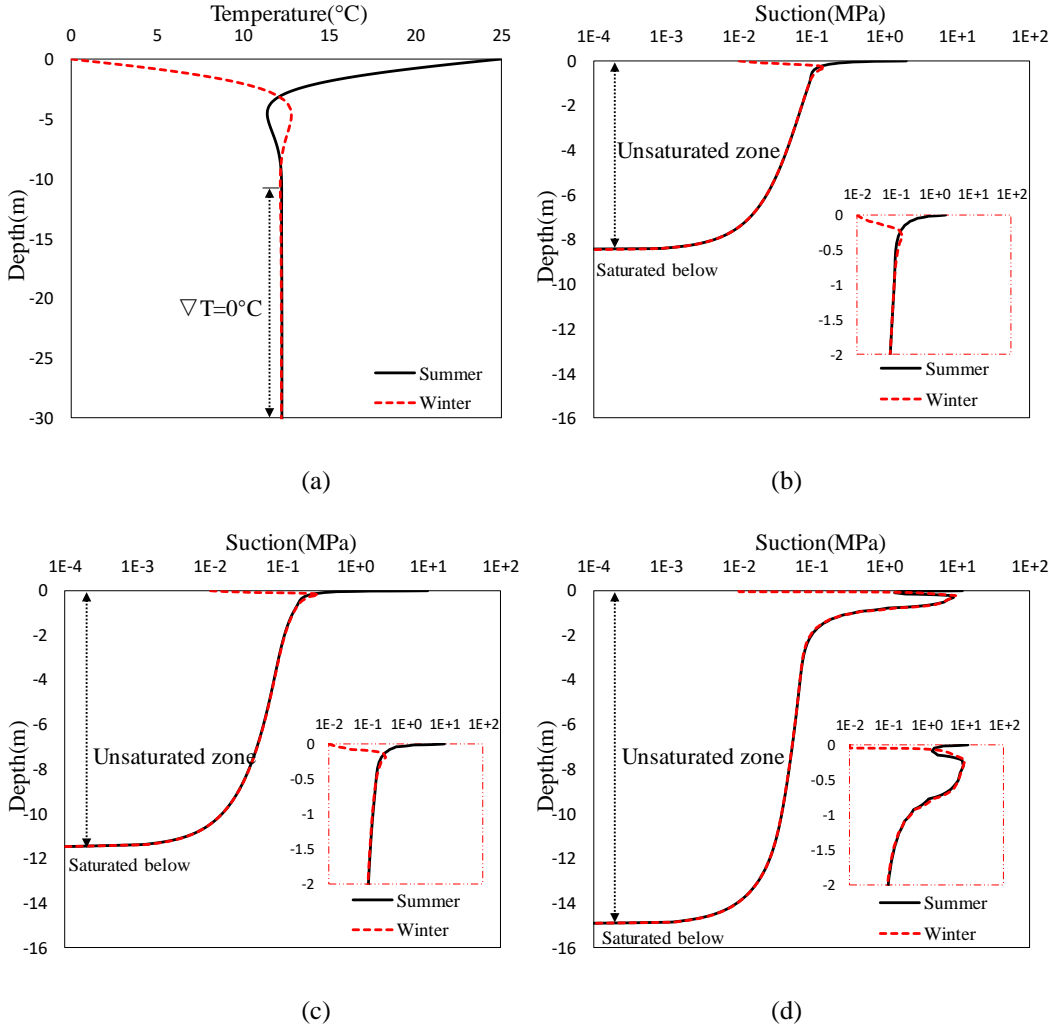 Temperature(°C)
0 5 10 15 20 25
0
-5
-10
-15
-20
-25
-30
Depth(m)
▽T=0°C
Summer
Winter
(a)
Suction(MPa)
1E-4 1E-3 1E-2 1E-1 1E+0 1E+1 1E+2
0
-2
-4
-6
-8
-10
-12
-14
-16
Depth(m)
Unsaturated zone
Saturated below
1E-2 1E-1 1E+0 1E+1 1E+2
0
-0.5
-1
-1.5
-2
Summer
Winter
(b)
Suction(MPa)
1E-4 1E-3 1E-2 1E-1 1E+0 1E+1 1E+2
0
-2
-4
-6
-8
-10
-12
-14
-16
Depth(m)
Unsaturated zone
Saturated below
1E-2 1E-1 1E+0 1E+1 1E+2
0
-0.5
-1
-1.5
-2
Summer
Winter
(c)
Suction(MPa)
1E-4 1E-3 1E-2 1E-1 1E+0 1E+1 1E+2
0
-2
-4
-6
-8
-10
-12
-14
-16
Depth(m)
Unsaturated zone
Saturated below
1E-2 1E-1 1E+0 1E+1 1E+2
0
-0.5
-1
-1.5
-2
Summer
Winter
(d)